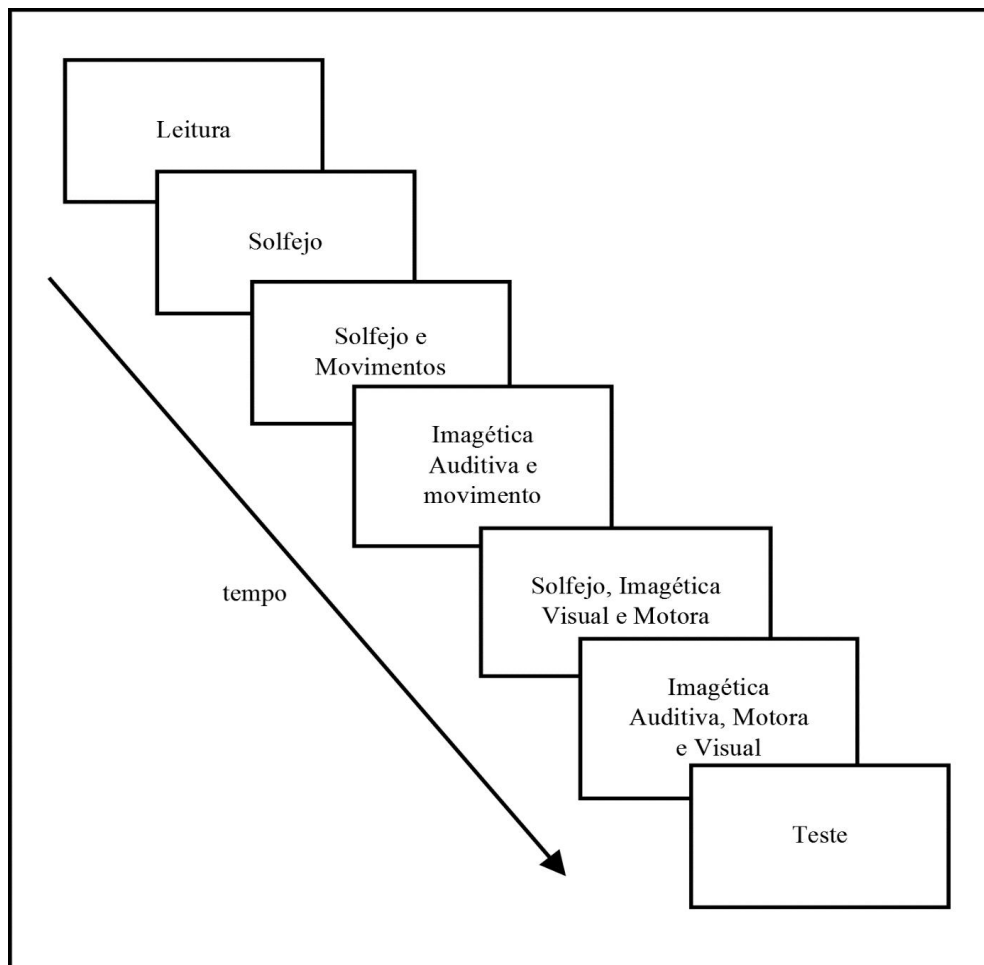 Leitura
Solfejo
Solfejo e
Movimentos
Imagética
Auditiva e
movimento
tempo
Solfejo, Imagética
Visual e Motora
Imagética
Auditiva, Motora
e Visual
Teste